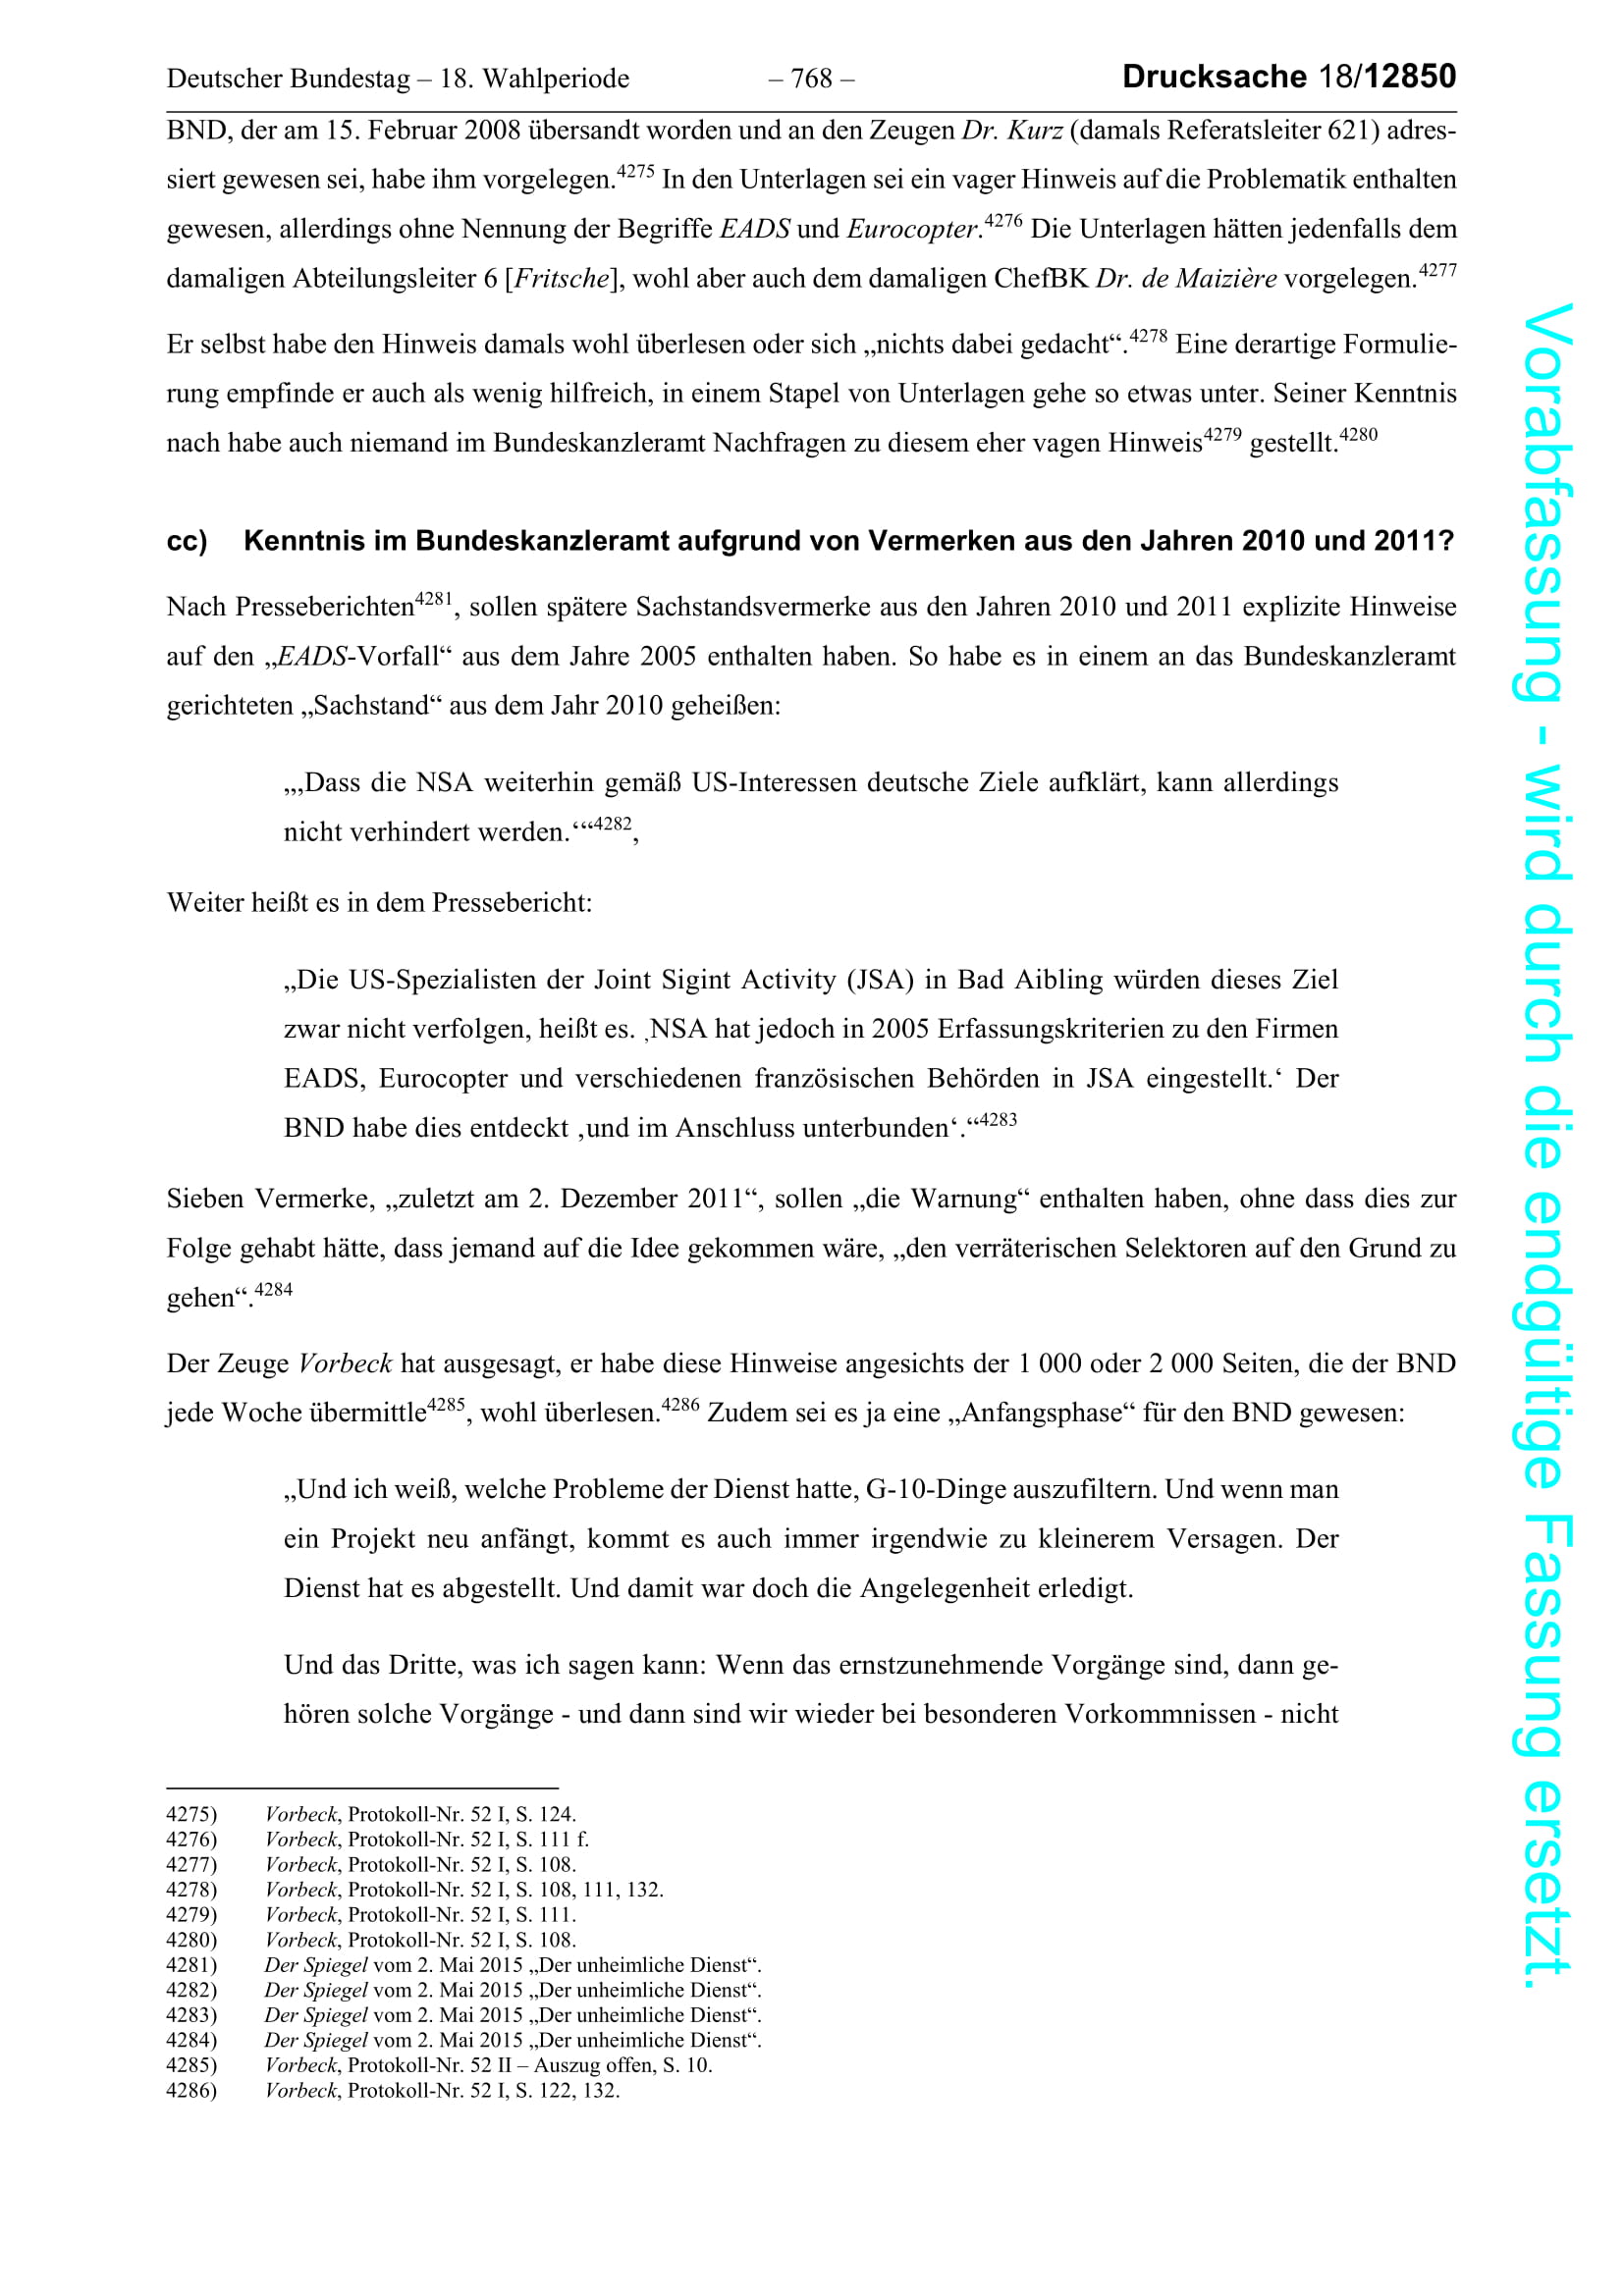 Deutscher Bundestag – 18. Wahlperiode – 768 – Drucksache 18/12850
BND, der am 15. Februar 2008 übersandt worden und an den Zeugen Dr. Kurz (damals Referatsleiter 621) adres-
siert gewesen sei, habe ihm vorgelegen.4275 In den Unterlagen sei ein vager Hinweis auf die Problematik enthalten
gewesen, allerdings ohne Nennung der Begriffe EADS und Eurocopter.4276 Die Unterlagen hätten jedenfalls dem
damaligen Abteilungsleiter 6 [Fritsche], wohl aber auch dem damaligen ChefBK Dr. de Maizière vorgelegen.4277
Er selbst habe den Hinweis damals wohl überlesen oder sich „nichts dabei gedacht“.4278 Eine derartige Formulie-
rung empfinde er auch als wenig hilfreich, in einem Stapel von Unterlagen gehe so etwas unter. Seiner Kenntnis
nach habe auch niemand im Bundeskanzleramt Nachfragen zu diesem eher vagen Hinweis4279 gestellt.4280
cc) Kenntnis im Bundeskanzleramt aufgrund von Vermerken aus den Jahren 2010 und 2011?
Nach Presseberichten4281, sollen spätere Sachstandsvermerke aus den Jahren 2010 und 2011 explizite Hinweise
auf den „EADS-Vorfall“ aus dem Jahre 2005 enthalten haben. So habe es in einem an das Bundeskanzleramt
gerichteten „Sachstand“ aus dem Jahr 2010 geheißen:
„‚Dass die NSA weiterhin gemäß US-Interessen deutsche Ziele aufklärt, kann allerdings
nicht verhindert werden.‘“4282,
Weiter heißt es in dem Pressebericht:
„Die US-Spezialisten der Joint Sigint Activity (JSA) in Bad Aibling würden dieses Ziel
zwar nicht verfolgen, heißt es. ‚NSA hat jedoch in 2005 Erfassungskriterien zu den Firmen
EADS, Eurocopter und verschiedenen französischen Behörden in JSA eingestellt.‘ Der
BND habe dies entdeckt ‚und im Anschluss unterbunden‘.“4283
Sieben Vermerke, „zuletzt am 2. Dezember 2011“, sollen „die Warnung“ enthalten haben, ohne dass dies zur
Folge gehabt hätte, dass jemand auf die Idee gekommen wäre, „den verräterischen Selektoren auf den Grund zu
gehen“.4284
Der Zeuge Vorbeck hat ausgesagt, er habe diese Hinweise angesichts der 1 000 oder 2 000 Seiten, die der BND
jede Woche übermittle4285, wohl überlesen.4286 Zudem sei es ja eine „Anfangsphase“ für den BND gewesen:
„Und ich weiß, welche Probleme der Dienst hatte, G-10-Dinge auszufiltern. Und wenn man
ein Projekt neu anfängt, kommt es auch immer irgendwie zu kleinerem Versagen. Der
Dienst hat es abgestellt. Und damit war doch die Angelegenheit erledigt.
Und das Dritte, was ich sagen kann: Wenn das ernstzunehmende Vorgänge sind, dann ge-
hören solche Vorgänge - und dann sind wir wieder bei besonderen Vorkommnissen - nicht
4275) Vorbeck, Protokoll-Nr. 52 I, S. 124.
4276) Vorbeck, Protokoll-Nr. 52 I, S. 111 f.
4277) Vorbeck, Protokoll-Nr. 52 I, S. 108.
4278) Vorbeck, Protokoll-Nr. 52 I, S. 108, 111, 132.
4279) Vorbeck, Protokoll-Nr. 52 I, S. 111.
4280) Vorbeck, Protokoll-Nr. 52 I, S. 108.
4281) Der Spiegel vom 2. Mai 2015 „Der unheimliche Dienst“.
4282) Der Spiegel vom 2. Mai 2015 „Der unheimliche Dienst“.
4283) Der Spiegel vom 2. Mai 2015 „Der unheimliche Dienst“.
4284) Der Spiegel vom 2. Mai 2015 „Der unheimliche Dienst“.
4285) Vorbeck, Protokoll-Nr. 52 II – Auszug offen, S. 10.
4286) Vorbeck, Protokoll-Nr. 52 I, S. 122, 132.
Vorabfassung - wird durch die endgültige Fassung ersetzt.